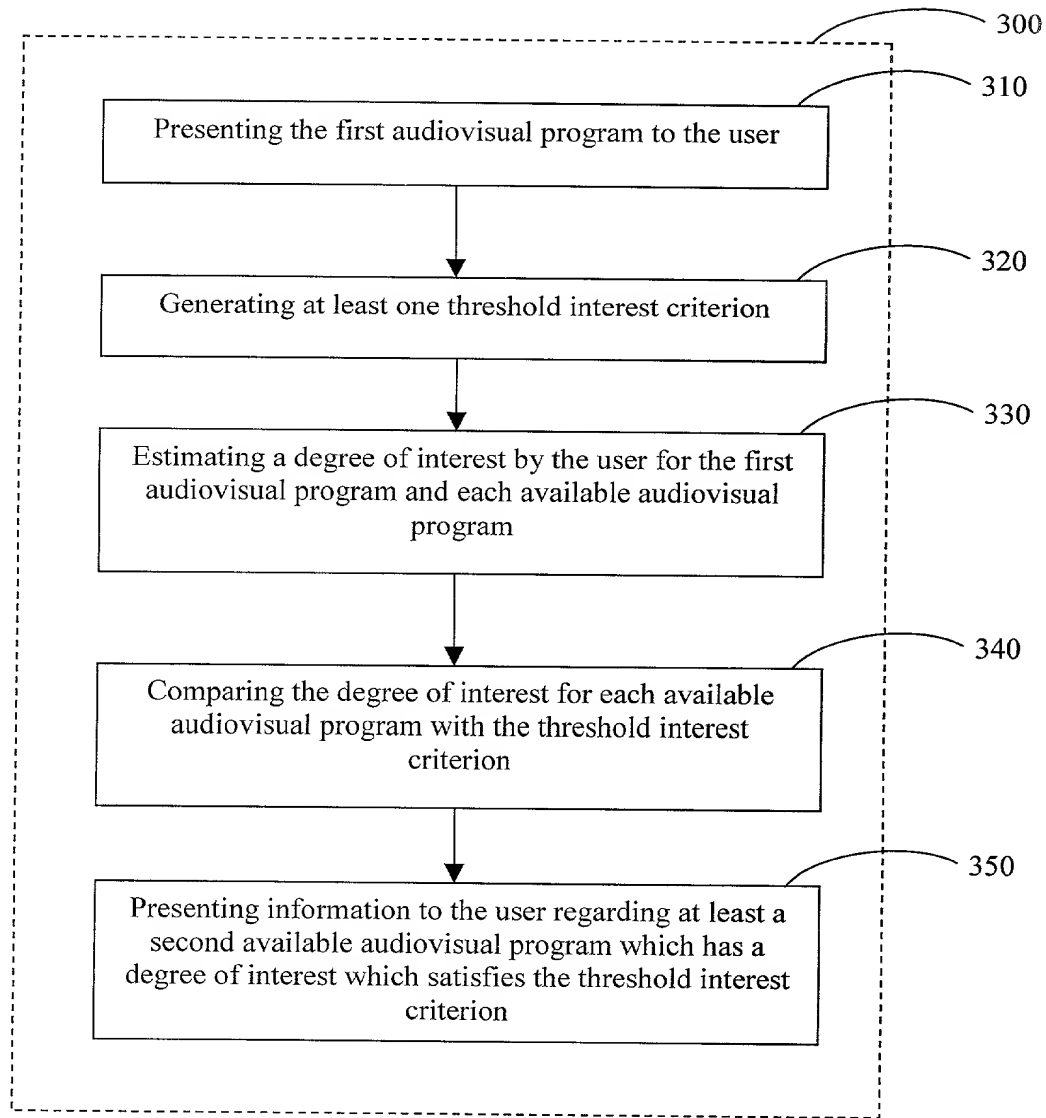 300
310
Presenting the first audiovisual program to the user
320
Generating at least one threshold interest criterion
330
Estimating a degree of interest by the user for the first
audiovisual program and each available audiovisual
program
340
Comparing the degree of interest for each available
audiovisual program with the threshold interest
criterion
350
Presenting information to the user regarding at least a
second available audiovisual program which has a
degree of interest which satisfies the threshold interest
criterion